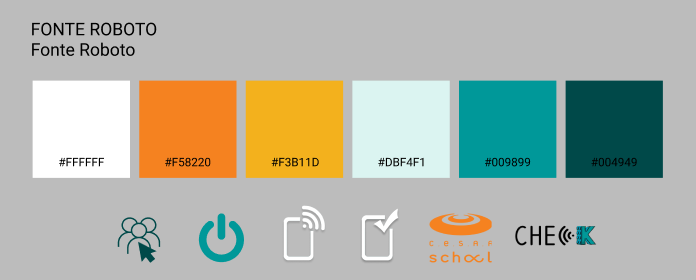 FONTE ROBOTO
Fonte Roboto
#FFFFFF
#F58220
#F3B11D
#DBF4F1
#009899
#004949
CESAR
school
CHECK